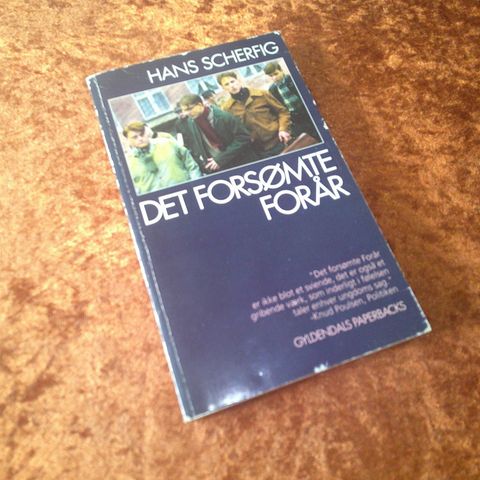 HANS SCHERFIG
DET FORSØMTE
FORÅR
"Det forsømte Forår
er ikke blot et sviende, det er også et
gribende værk, som inderligt i følelsen
taler enhver ungdoms sag."
-Knud Poulsen, Politiken
GYLDENDALS PAPERBACKS